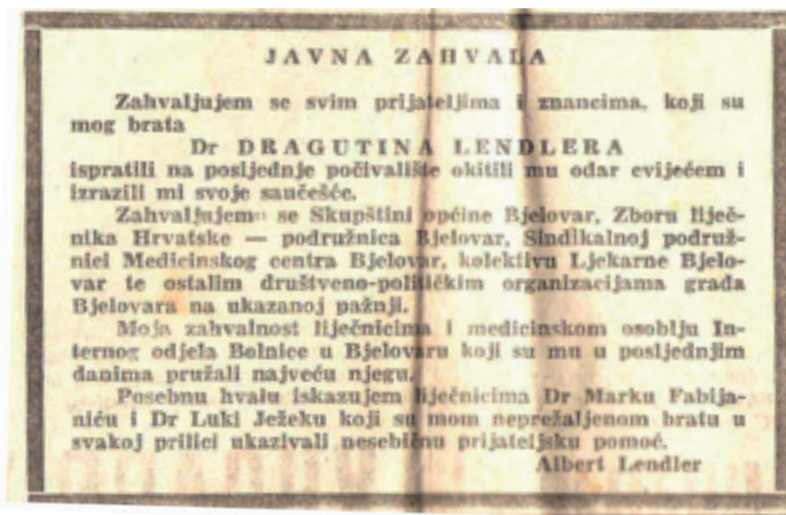 JAVNA ZAHVALA
Zahvaljujem se svim prijateljima i znancima, koji su
mog brata
Dr DRAGUTINA LENDLERA
ispratili na posljednje počivalište okitili mu odar cvijećem i
izrazili mi svoje saučešće.
Zahvaljujem se Skupštini općine Bjelovar, Zboru liječ-
nika Hrvatske — podružnica Bjelovar, Sindikalnoj podruž-
nici Medicinskog centra Bjelovar, kolektivu Ljekarne Bjelo-
var te ostalim društveno-političkim organizacijama grada
Bjelovara na ukazanoj pažnji.
Moja zahvalnost liječnicima i medicinskom osoblju In-
ternog odjela Bolnice u Bjelovaru koji su mu u posljednjim
danima pružali najveću njegu.
Posebnu hvalu iskazujem liječnicima Dr Marku Fabija-
niću i Dr Luki Ježeku koji su mom neprežaljenom bratu u
svakoj prilici ukazivali nesebičnu prijateljsku pomoć.
Albert Lendler